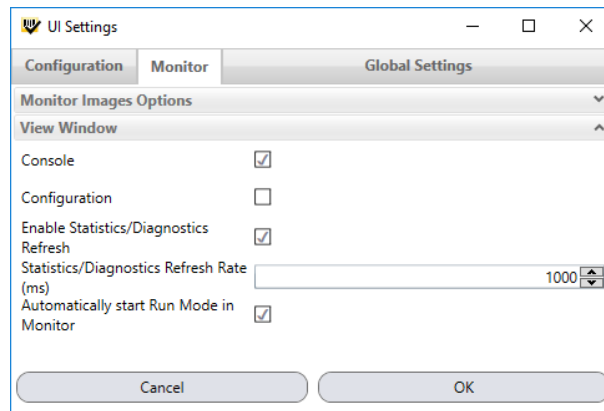 UI Settings
Configuration Monitor Global Settings
Monitor Images Options
View Window
Console
Configuration
Enable Statistics/Diagnostics
Refresh
Statistics/Diagnostics Refresh Rate
(ms)
1000
Automatically start Run Mode in
Monitor
Cancel OK